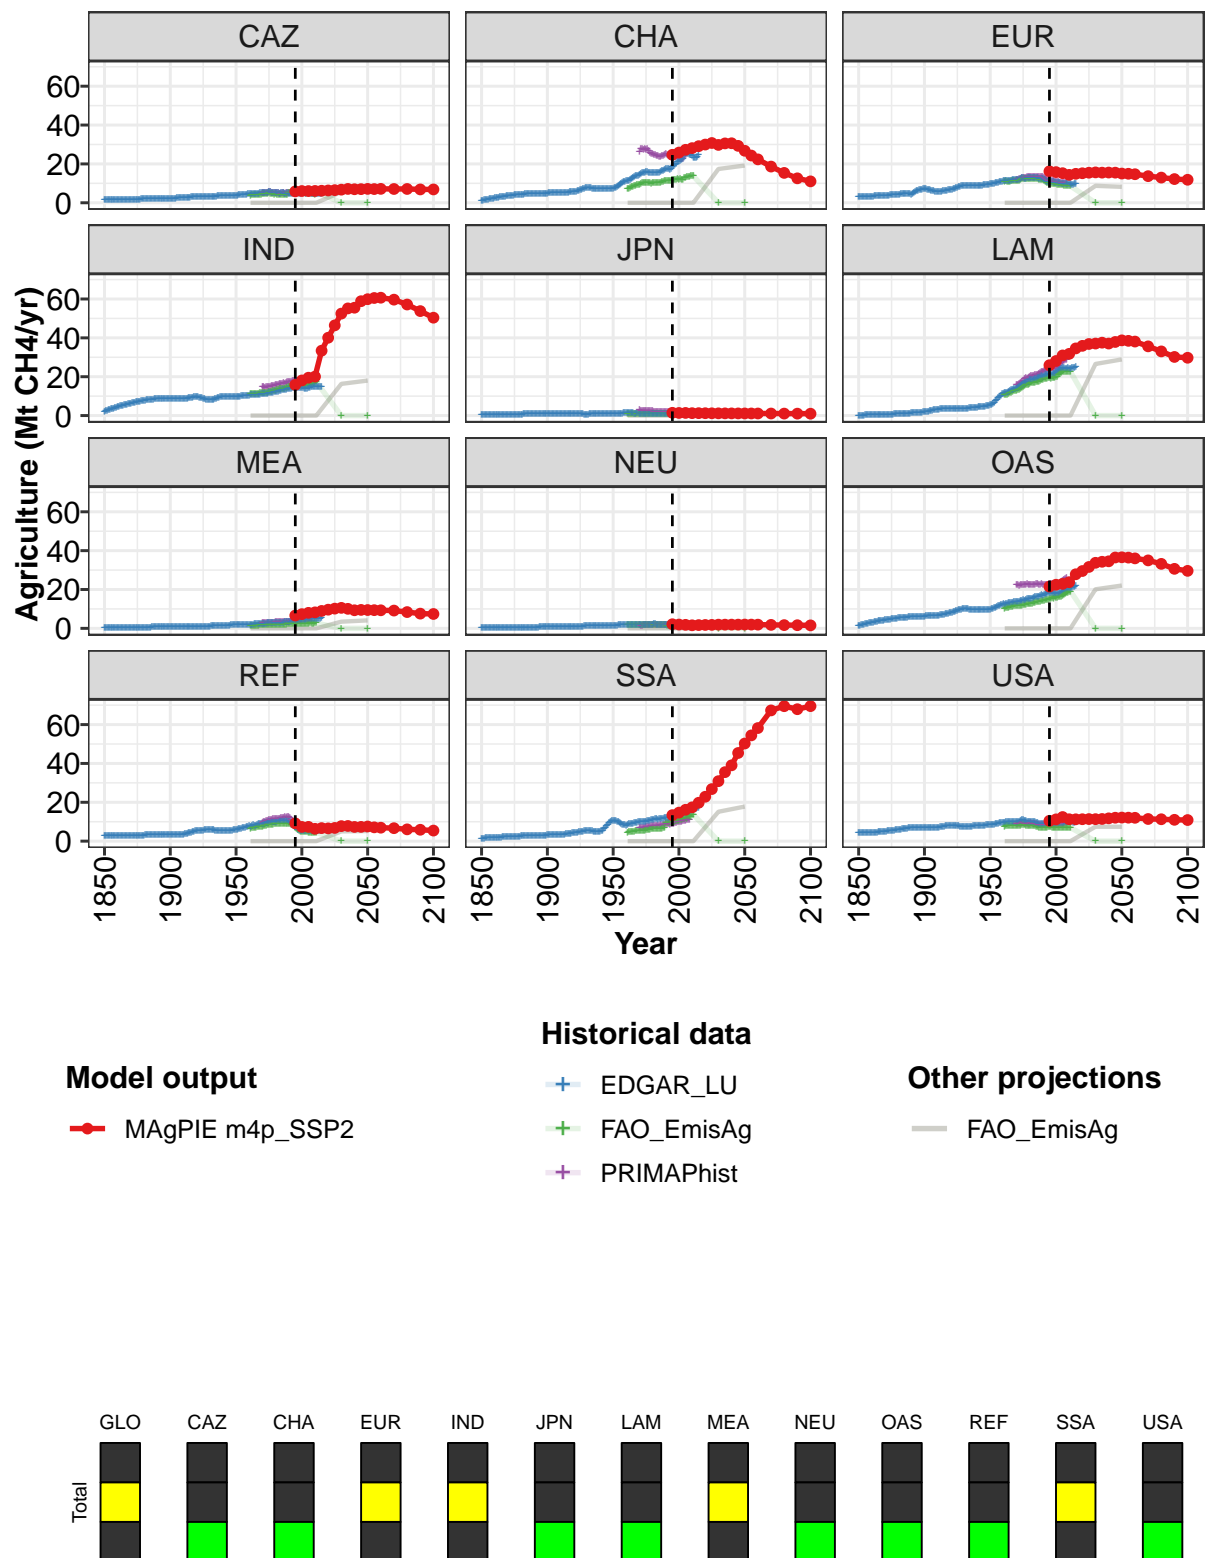 CAZ CHA EUR
60
40
20
0
IND JPN LAM
60
40
20
0
MEA NEU OAS
60
40
20
0
REF SSA USA
60
40
20
0
Agriculture (Mt CH4/yr)
1850 1900 1950 2000 2050 2100 1850 1900 1950 2000 2050 2100 1850 1900 1950 2000 2050 2100
Year
Historical data
Model output
Other projections
EDGAR_LU
MAgPIE m4p_SSP2
FAO_EmisAg
FAO_EmisAg
PRIMAPhist
GLO CAZ CHA EUR IND JPN LAM MEA NEU OAS REF SSA USA
Total